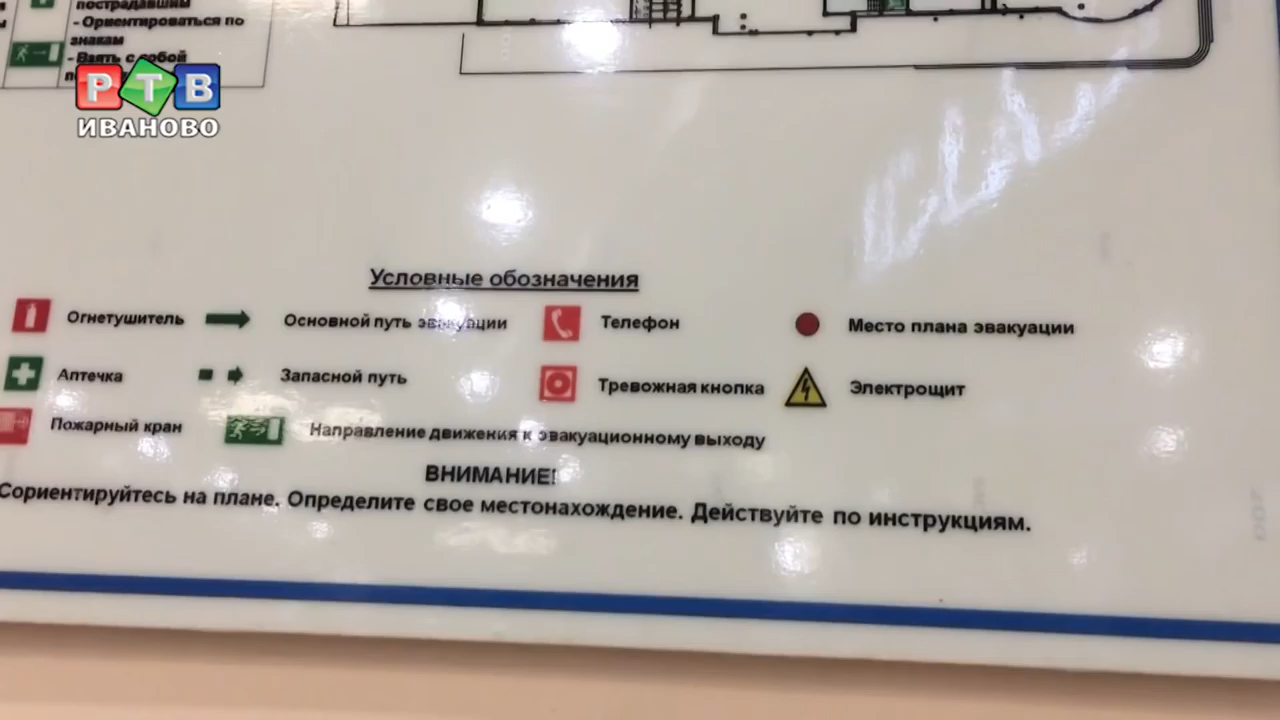 пострадавшим
- Ориентироваться по
знакам
- Взять с собой
РТВ
ИВАНОВО
Условные обозначения
Огнетушитель
Основной путь эвакуации
Телефон
Место плана эвакуации
Аптечка
Запасной путь
Тревожная кнопка
Электрощит
Пожарный кран
Направление движения к эвакуационному выходу
ВНИМАНИЕ!
Сориентируйтесь на плане. Определите свое местонахождение. Действуйте по инструкциям.